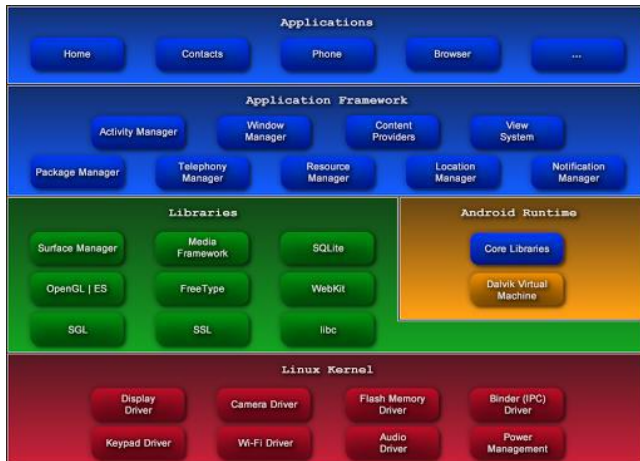 Applications
Home Contacts Phone Browser ...
Application Framework
Activity Manager
Window
Manager
Content
Providers
View
System
Package Manager
Telephony
Manager
Resource
Manager
Location
Manager
Notification
Manager
Libraries
Surface Manager
Media
Framework
SQLite
OpenGL | ES
FreeType
WebKit
SGL
SSL
libc
Android Runtime
Core Libraries
Dalvik Virtual
Machine
Linux Kernel
Display
Driver
Camera Driver
Flash Memory
Driver
Binder (IPC)
Driver
Keypad Driver
Wi-Fi Driver
Audio
Driver
Power
Management